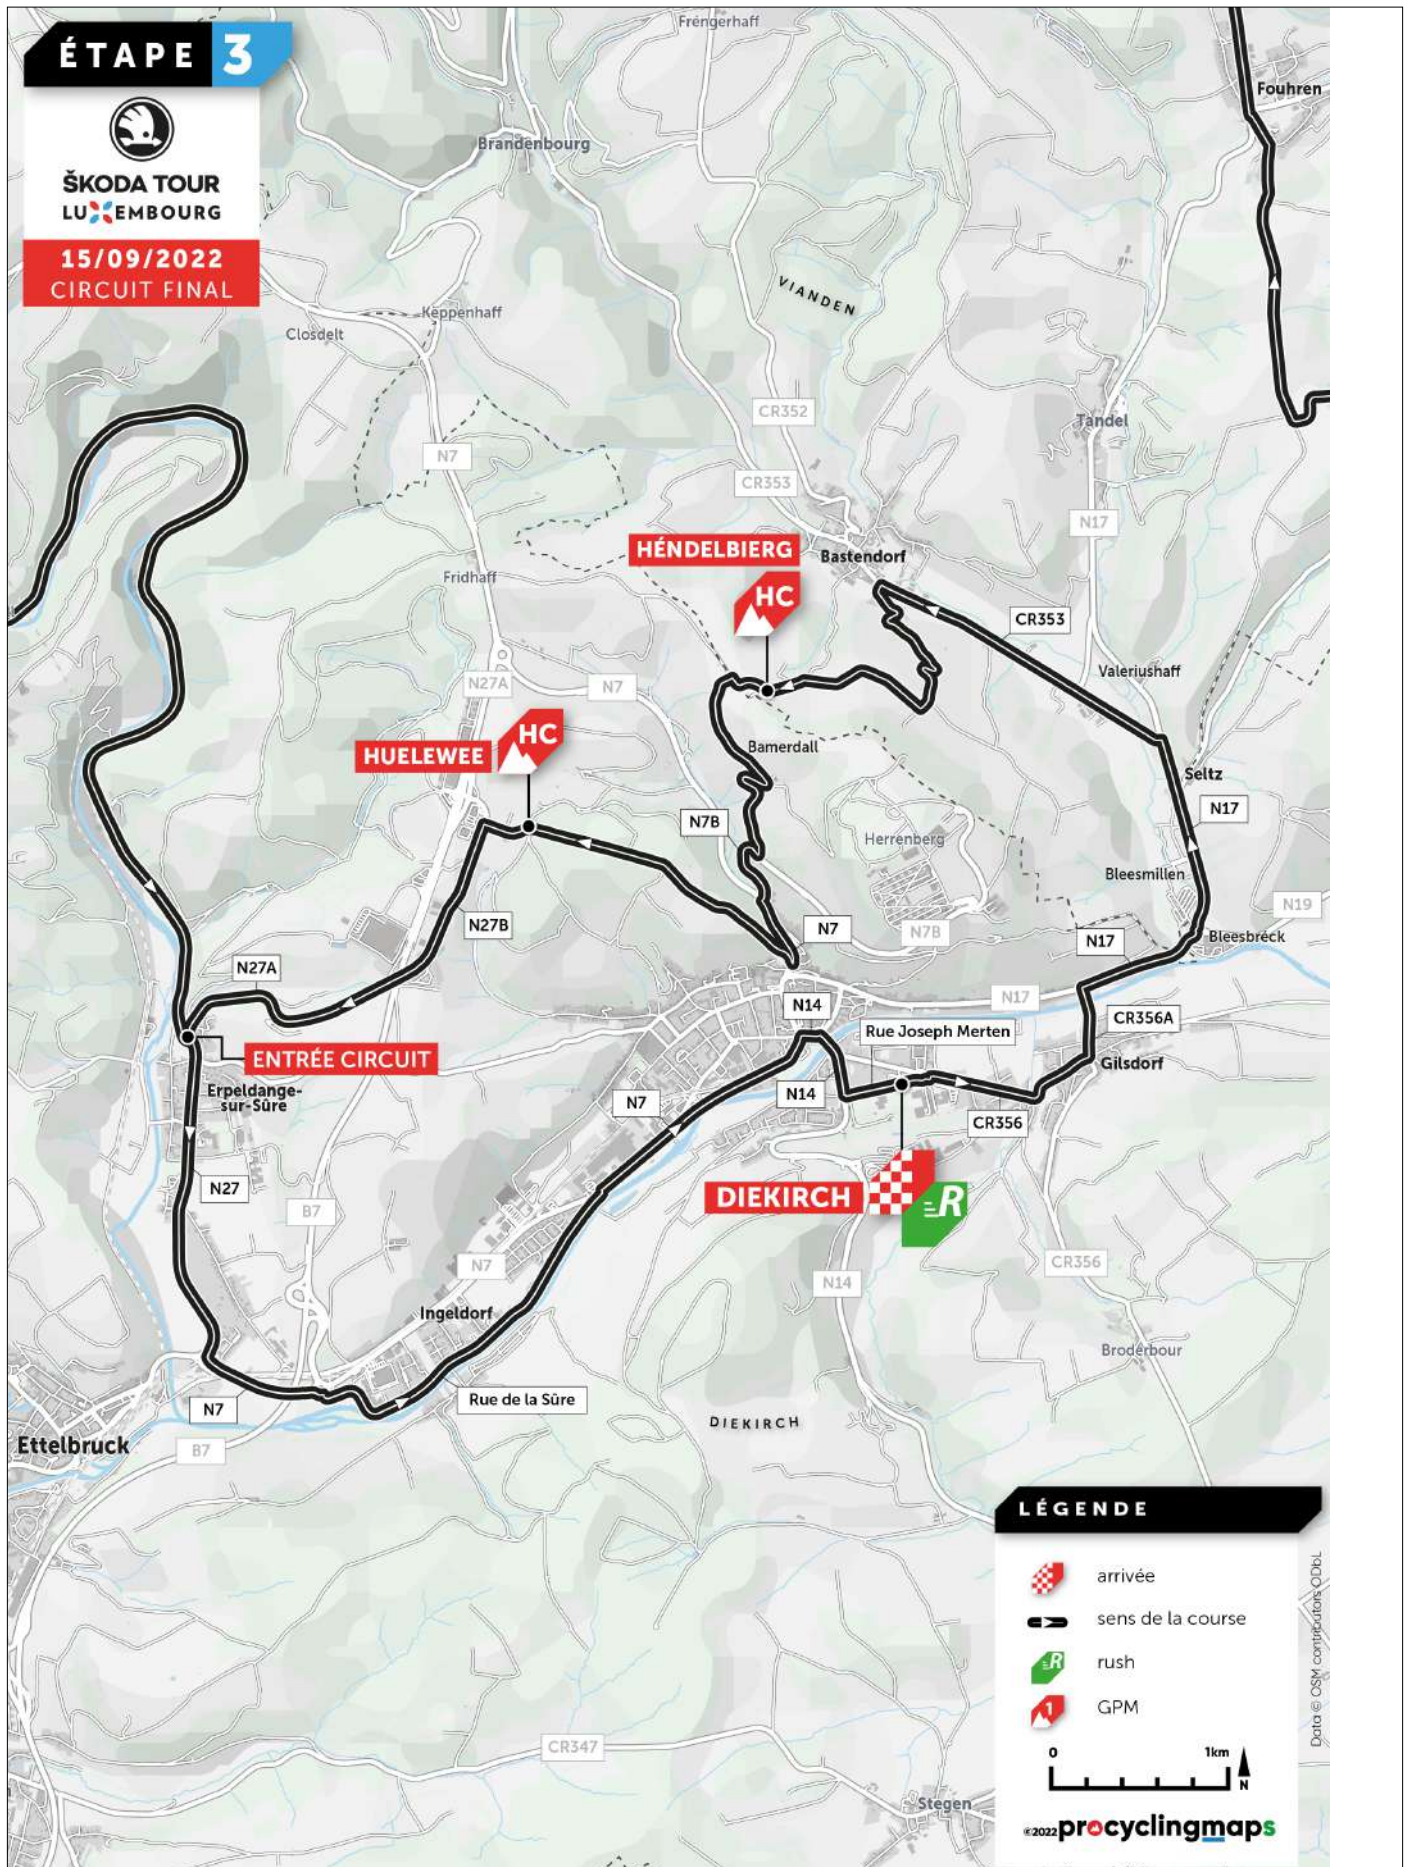 ÉTAPE 3
ŠKODA TOUR
LUXEMBOURG
15/09/2022
CIRCUIT FINAL
Frengerhaff
Fouhren
Brandenbourg
VIANDEN
Keppenhaff
Closdelt
CR352
Tandel
N7
CR353
N17
HÉNDELBIERG
HC
Bastendorf
Fridhaff
CR353
Valeriushaff
N27A
N7
HUELEWEE
HC
Bamerdall
Seltz
N7B
N17
Herrenberg
Bleesmillen
N19
N27B
N7
N7B
N17
Bleesbréck
N27A
N17
N14
CR356A
Rue Joseph Merten
ENTRÉE CIRCUIT
Gilsdorf
Erpeldange-
sur-Sûre
N7
N14
CR356
N27
DIEKIRCH
R
B7
N7
N14
CR356
Ingeldorf
Broderbour
N7
Rue de la Sûre
DIEKIRCH
Ettelbruck
B7
LÉGENDE
arrivée
sens de la course
R
rush
1
GPM
0
1km
N
CR347
Stegen
©2022 procyclingmaps
Data © OSM contributors ODbL